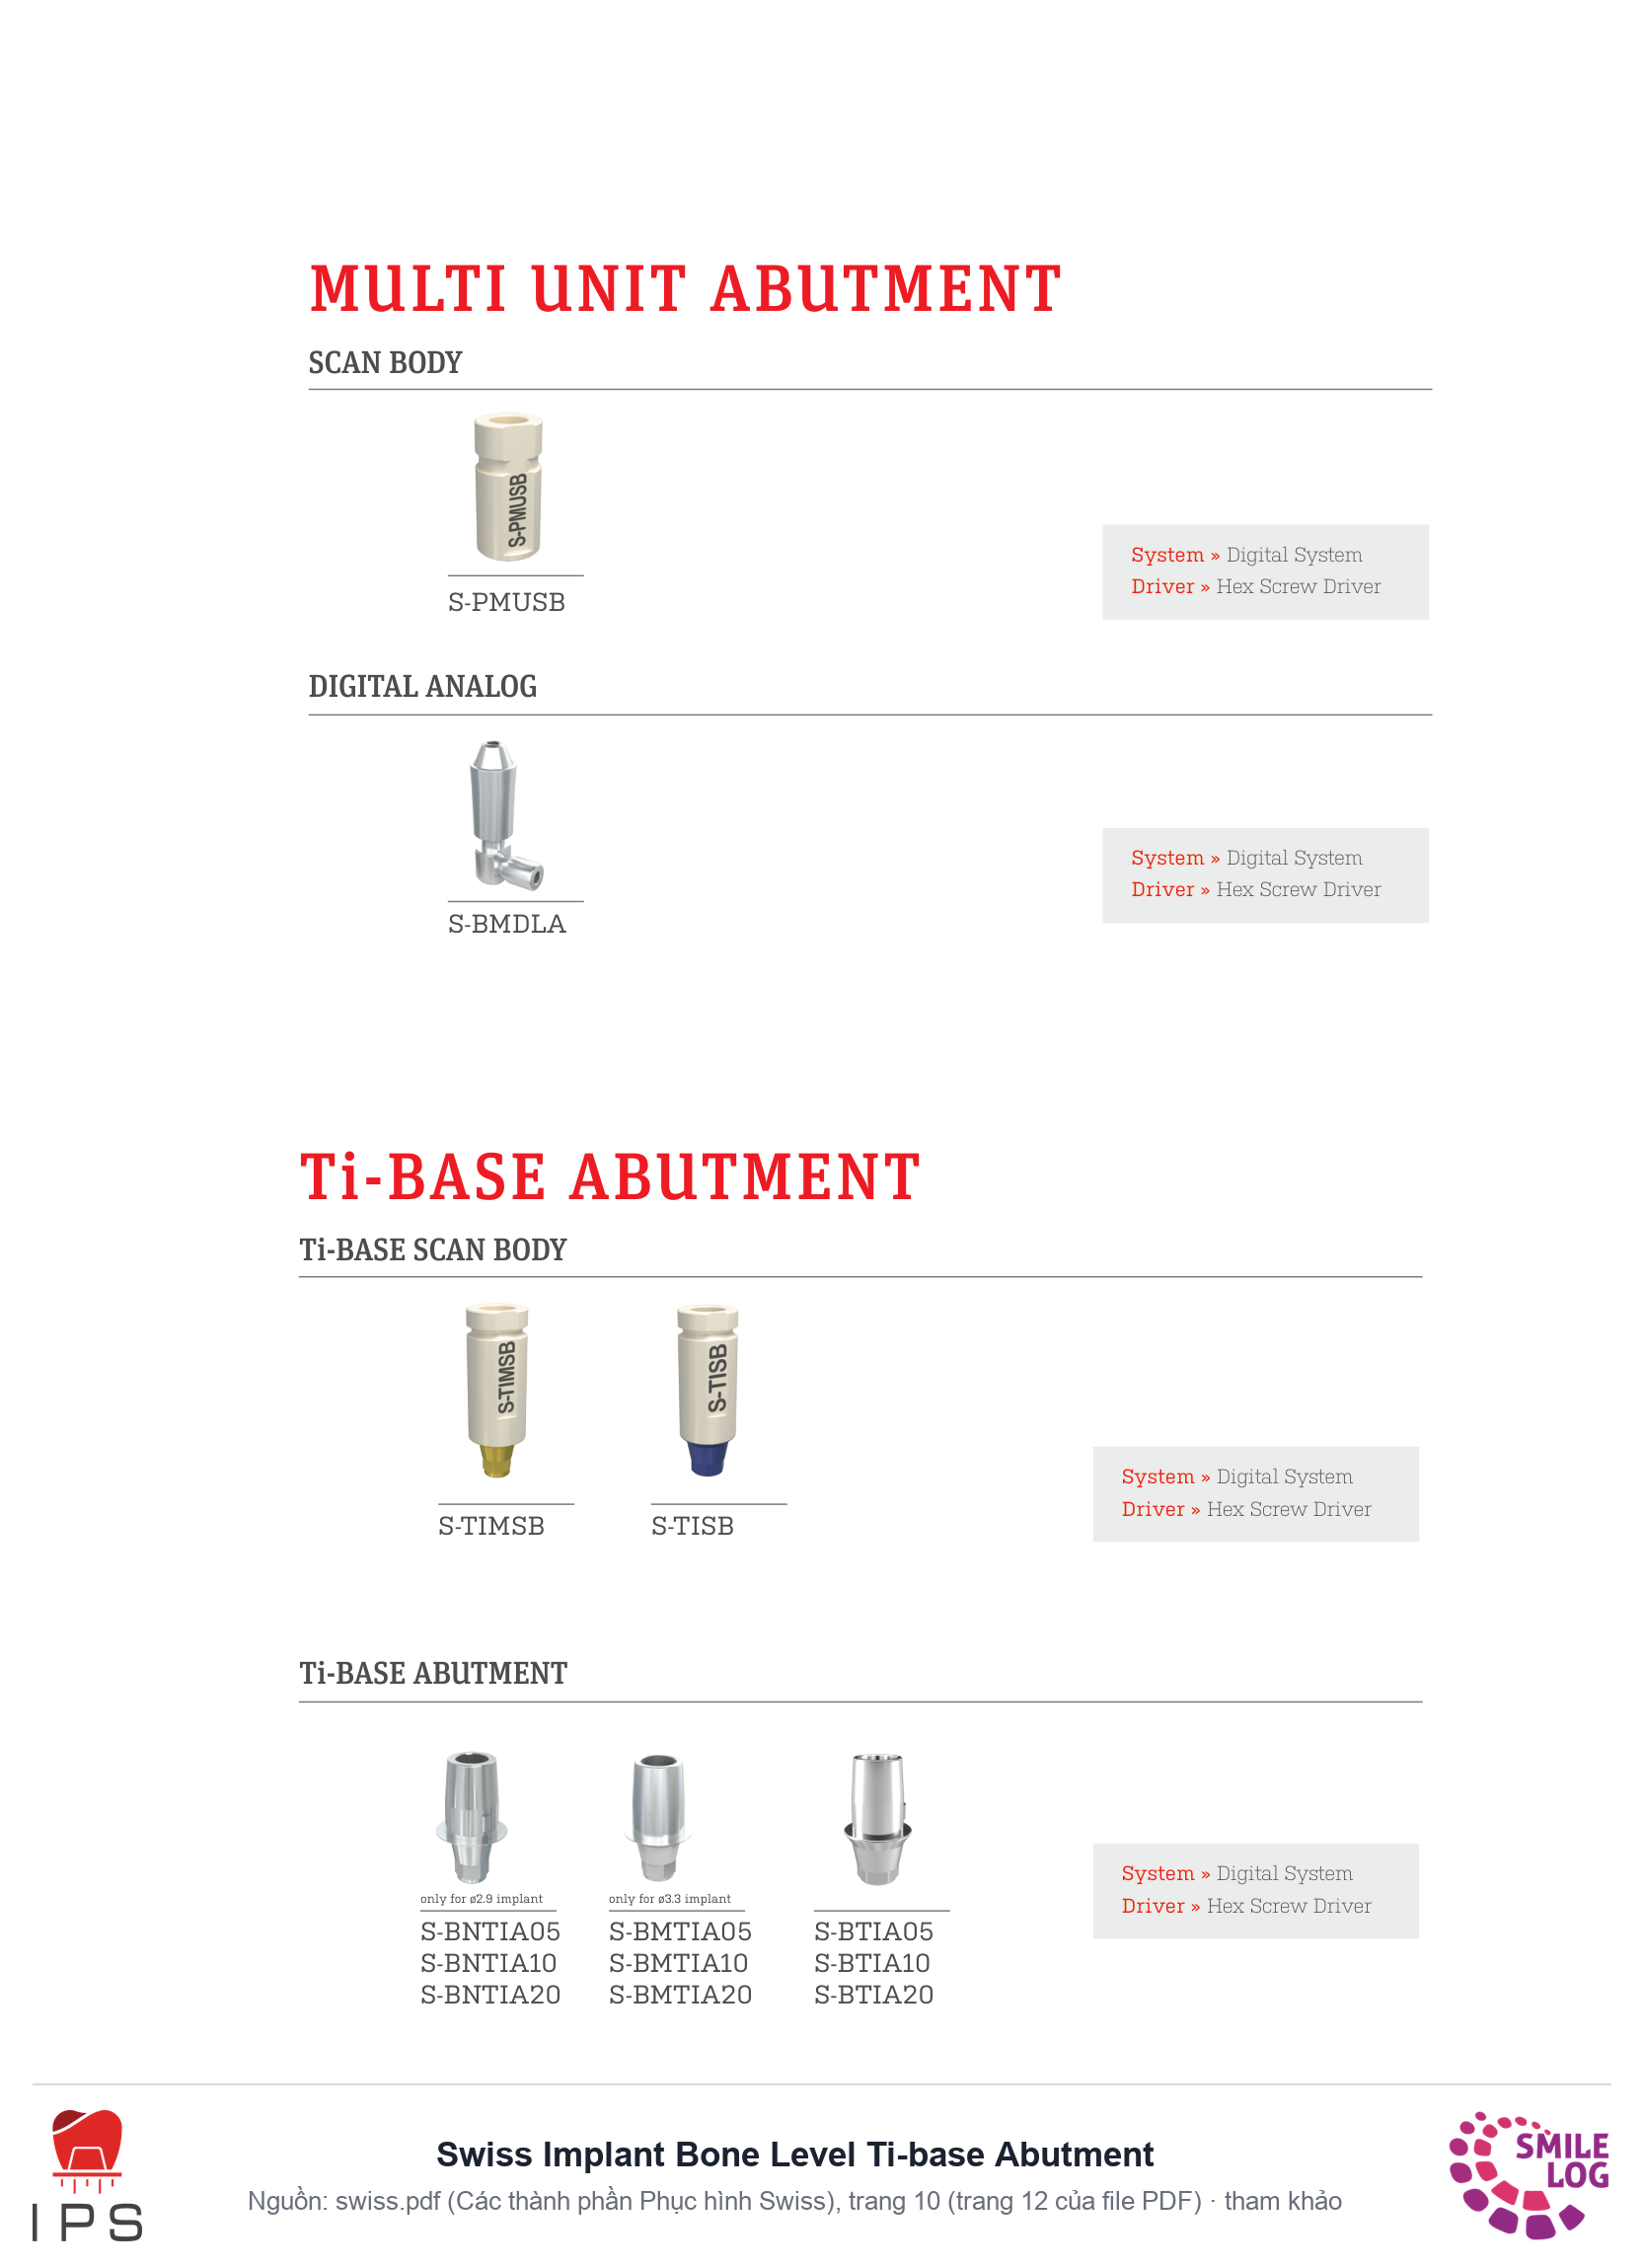 MULTI UNIT ABUTMENT
SCAN BODY
S-PMUSB
S-PMUSB
System » Digital System
Driver » Hex Screw Driver
DIGITAL ANALOG
S-BMDLA
System » Digital System
Driver » Hex Screw Driver
Ti-BASE ABUTMENT
Ti-BASE SCAN BODY
S-TIMSB
S-TISB
S-TIMSB
S-TISB
System » Digital System
Driver » Hex Screw Driver
Ti-BASE ABUTMENT
only for ø2.9 implant
S-BNTIA05
S-BNTIA10
S-BNTIA20
only for ø3.3 implant
S-BMTIA05
S-BMTIA10
S-BMTIA20
S-BTIA05
S-BTIA10
S-BTIA20
System » Digital System
Driver » Hex Screw Driver
IPS
Swiss Implant Bone Level Ti-base Abutment
Nguồn: swiss.pdf (Các thành phần Phục hình Swiss), trang 10 (trang 12 của file PDF) · tham khảo
SMILE
LOG